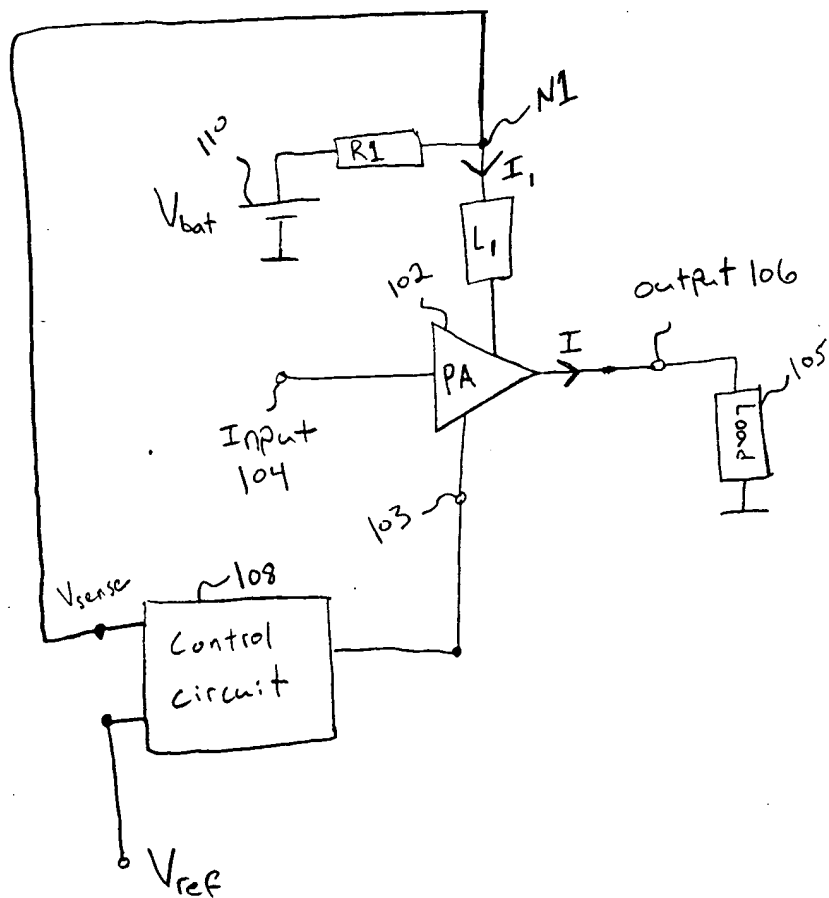 N1
110
R1
I1
Vbat
L1
102
output 106
I
PA
105
Load
Input
104
103
Vsense
108
Control
circuit
Vref